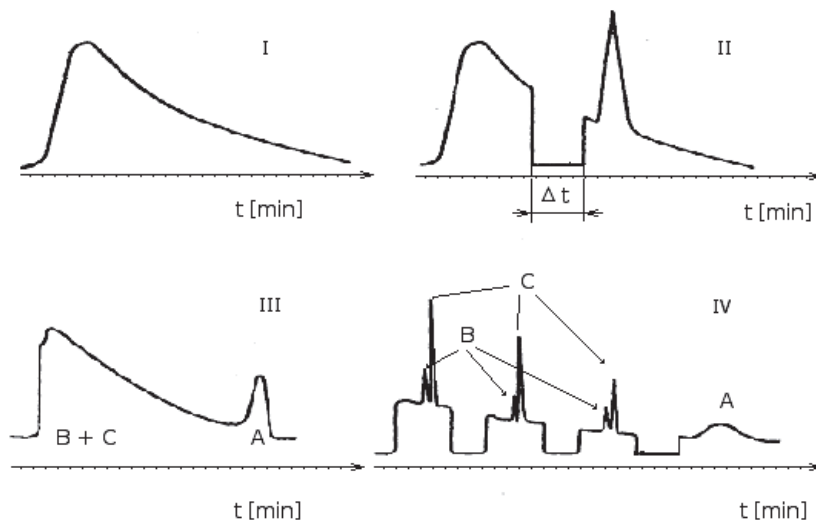 I
t [min]
II
Δ t
t [min]
III
B + C
A
t [min]
C
IV
B
A
t [min]